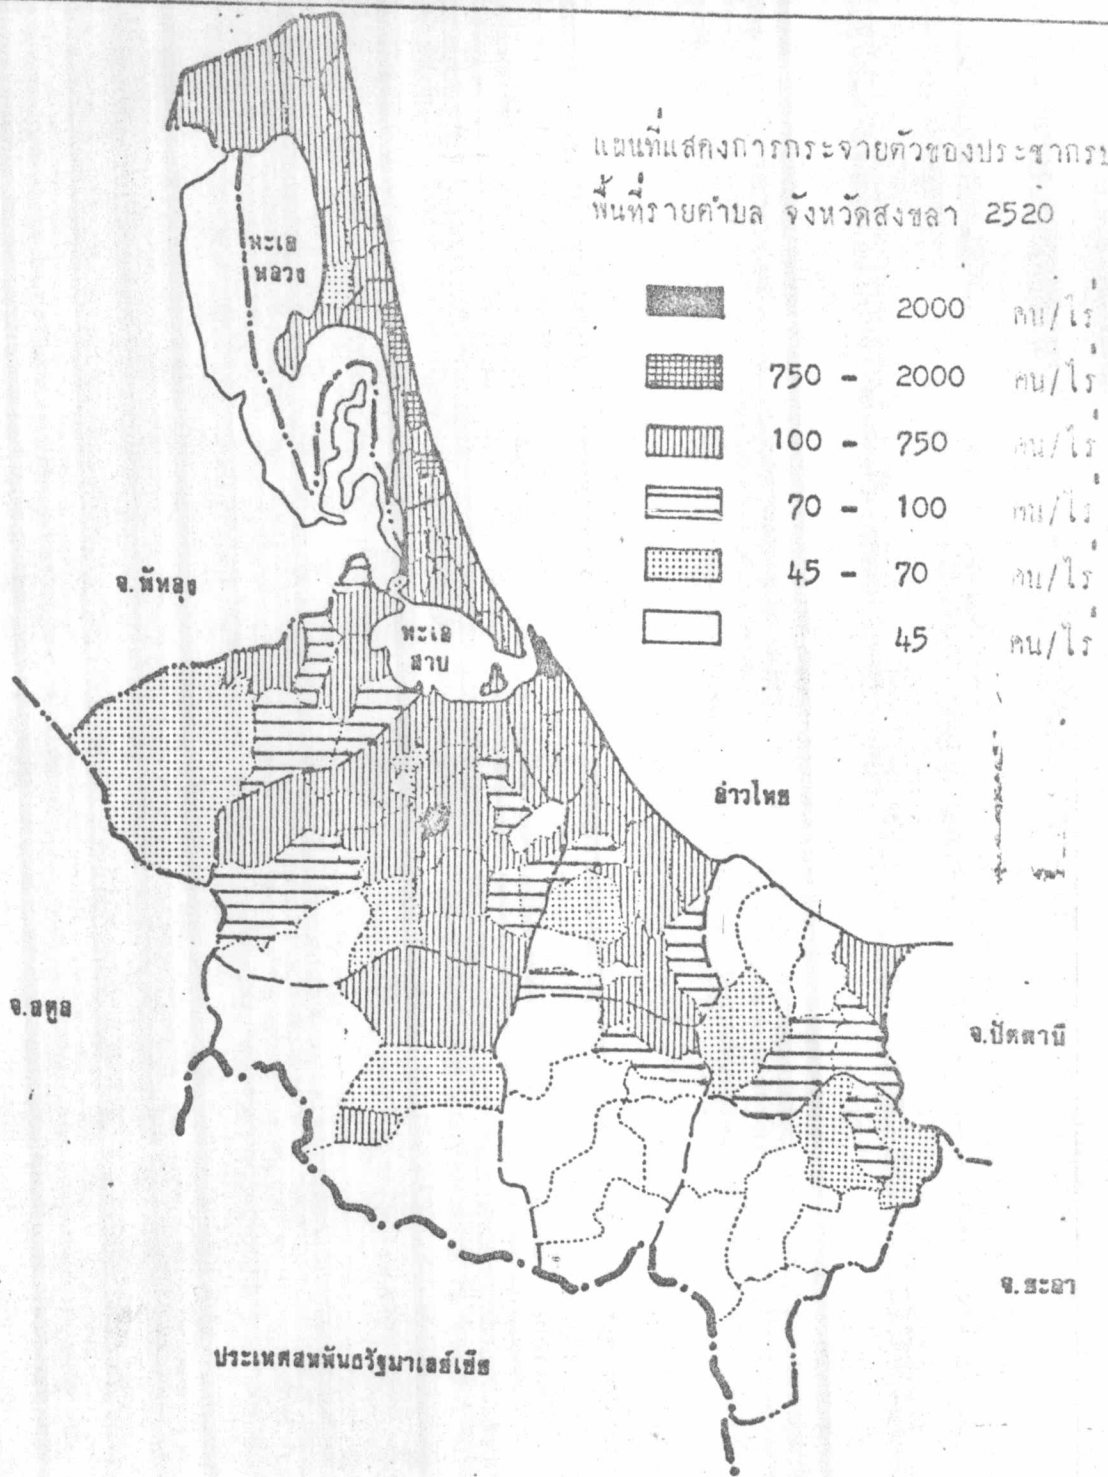 แผนที่แสดงการกระจายตัวของประชากรบ
พื้นที่รายตำบล จังหวัดสงขลา 2520
2000 คน/ไร่
750 - 2000 คน/ไร่
100 - 750 คน/ไร่
70 - 100 คน/ไร่
45 - 70 คน/ไร่
45 คน/ไร่
ทะเล
หลวง
จ.พัทลุง
ทะเล
สาบ
อ่าวไทย
จ.สตูล
จ.ปัตตานี
จ.ยะลา
ประเทศสหพันธรัฐมาเลย์เซีย